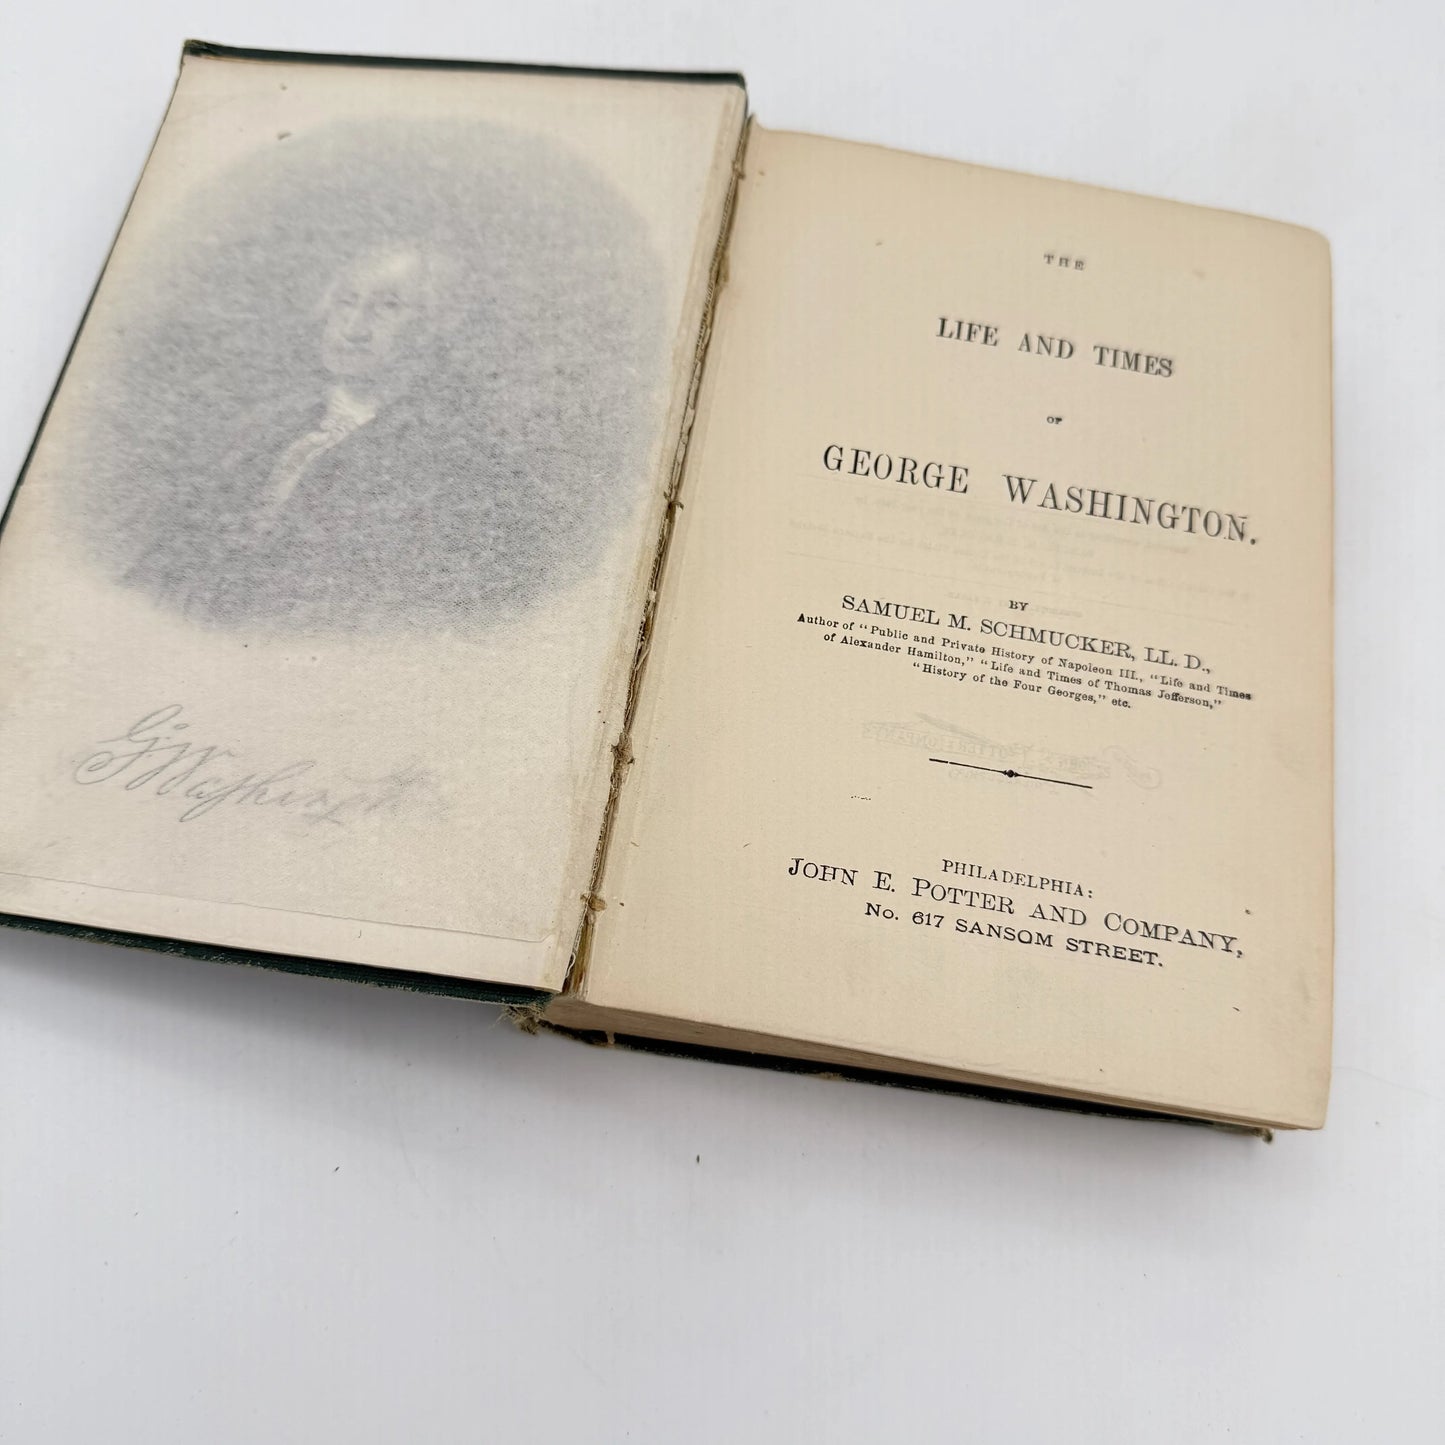 G. Washington
THE
LIFE AND TIMES
OF
GEORGE WASHINGTON.
BY
SAMUEL M. SCHMUCKER, LL. D.,
Author of "Public and Private History of Napoleon III., "Life and Times
of Alexander Hamilton," "Life and Times of Thomas Jefferson,"
"History of the Four Georges," etc.
PHILADELPHIA:
JOHN E. POTTER AND COMPANY,
No. 617 SANSOM STREET.